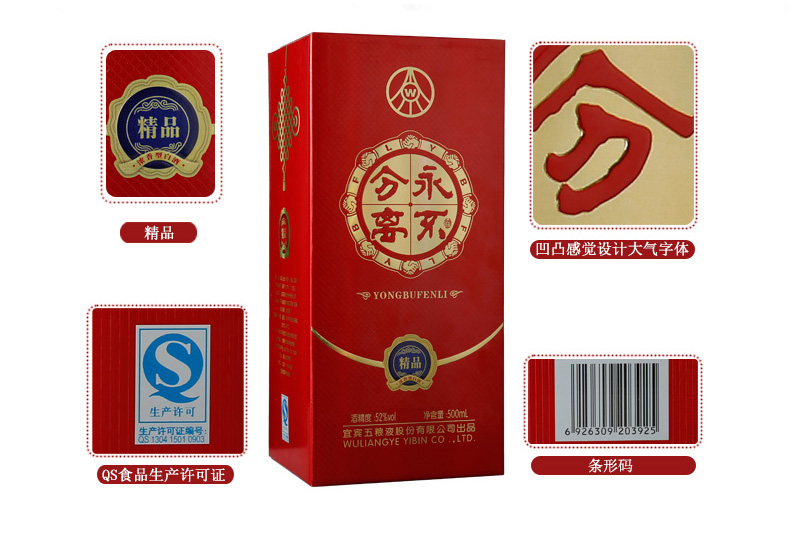 精品
浓香型白酒
精品
QS
生产许可
生产许可证编号:
QS 1304 1501 0903
QS食品生产许可证
W
F L Y B F L Y B
分永
离不
YONGBUFENLI
精品
酒精度:52%vol 净含量:500mL
宜宾五粮液股份有限公司出品
WULIANGYE YIBIN CO .,LTD.
分
凹凸感觉设计大气字体
6 926309 203925
条形码